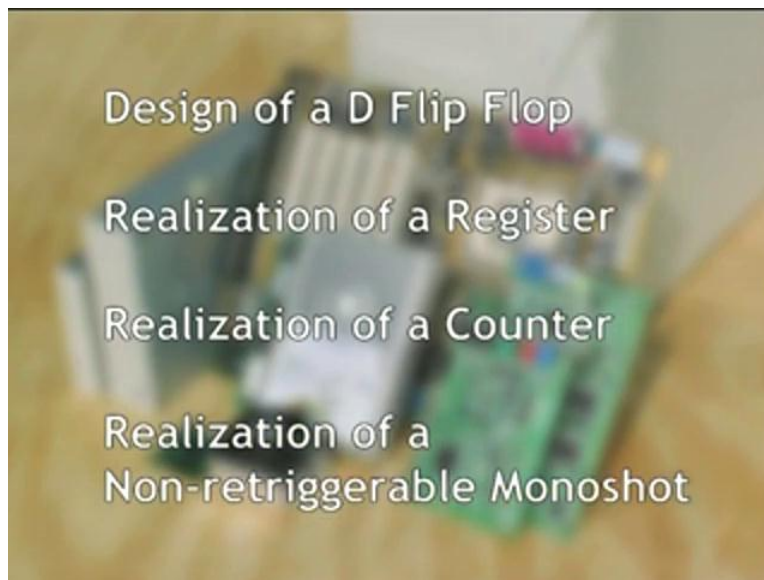 Design of a D Flip Flop
Realization of a Register
Realization of a Counter
Realization of a
Non-retriggerable Monoshot